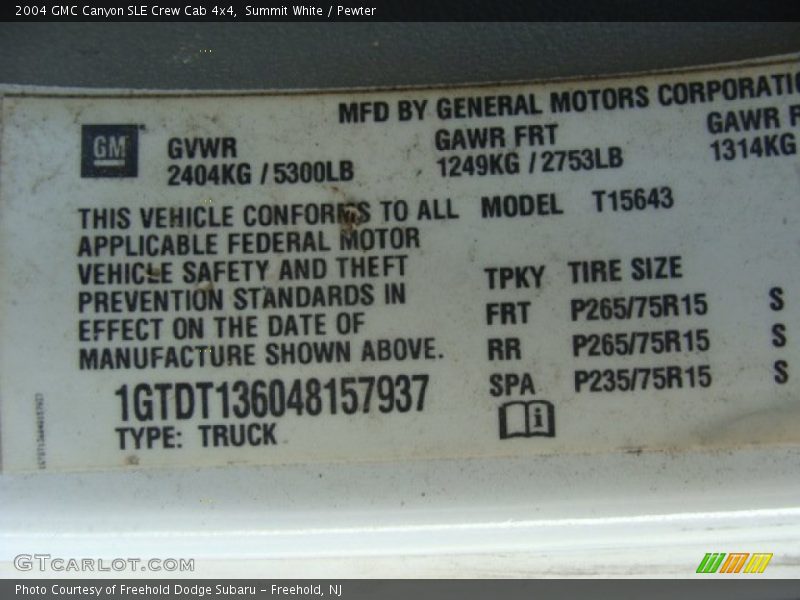 2004 GMC Canyon SLE Crew Cab 4x4, Summit White / Pewter
MFD BY GENERAL MOTORS CORPORATIO
GM
GVWR GAWR FRT GAWR F
2404KG / 5300LB 1249KG / 2753LB 1314KG
THIS VEHICLE CONFORMS TO ALL MODEL T15643
APPLICABLE FEDERAL MOTOR
VEHICLE SAFETY AND THEFT TPKY TIRE SIZE
PREVENTION STANDARDS IN FRT P265/75R15 S
EFFECT ON THE DATE OF RR P265/75R15 S
MANUFACTURE SHOWN ABOVE. SPA P235/75R15 S
1GTDT136048157937
TYPE: TRUCK
GTCARLOT.COM
Photo Courtesy of Freehold Dodge Subaru - Freehold, NJ